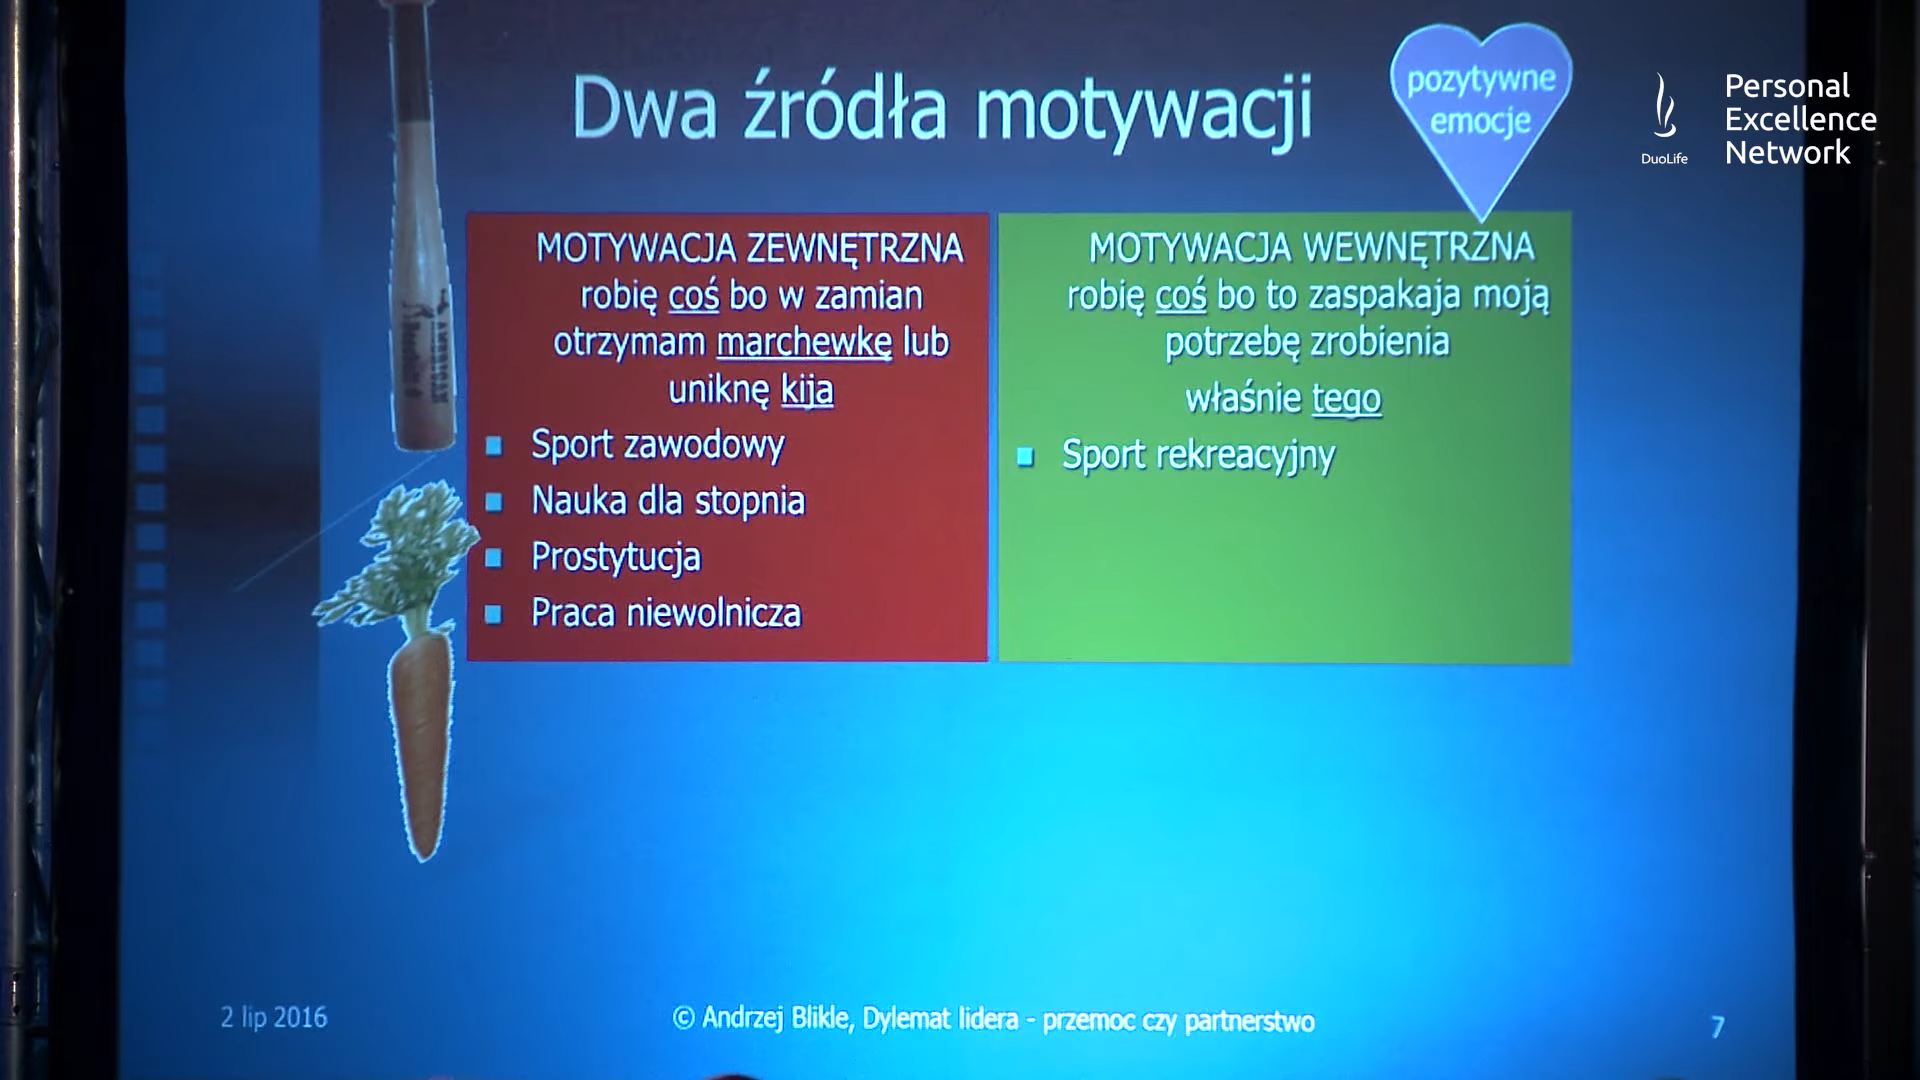 Dwa źródła motywacji
pozytywne
emocje
DuoLife
Personal
Excellence
Network
MOTYWACJA ZEWNĘTRZNA
robię coś bo w zamian
otrzymam marchewkę lub
uniknę kija
Sport zawodowy
Nauka dla stopnia
Prostytucja
Praca niewolnicza
MOTYWACJA WEWNĘTRZNA
robię coś bo to zaspakaja moją
potrzebę zrobienia
właśnie tego
Sport rekreacyjny
2 lip 2016
© Andrzej Blikle, Dylemat lidera - przemoc czy partnerstwo
7